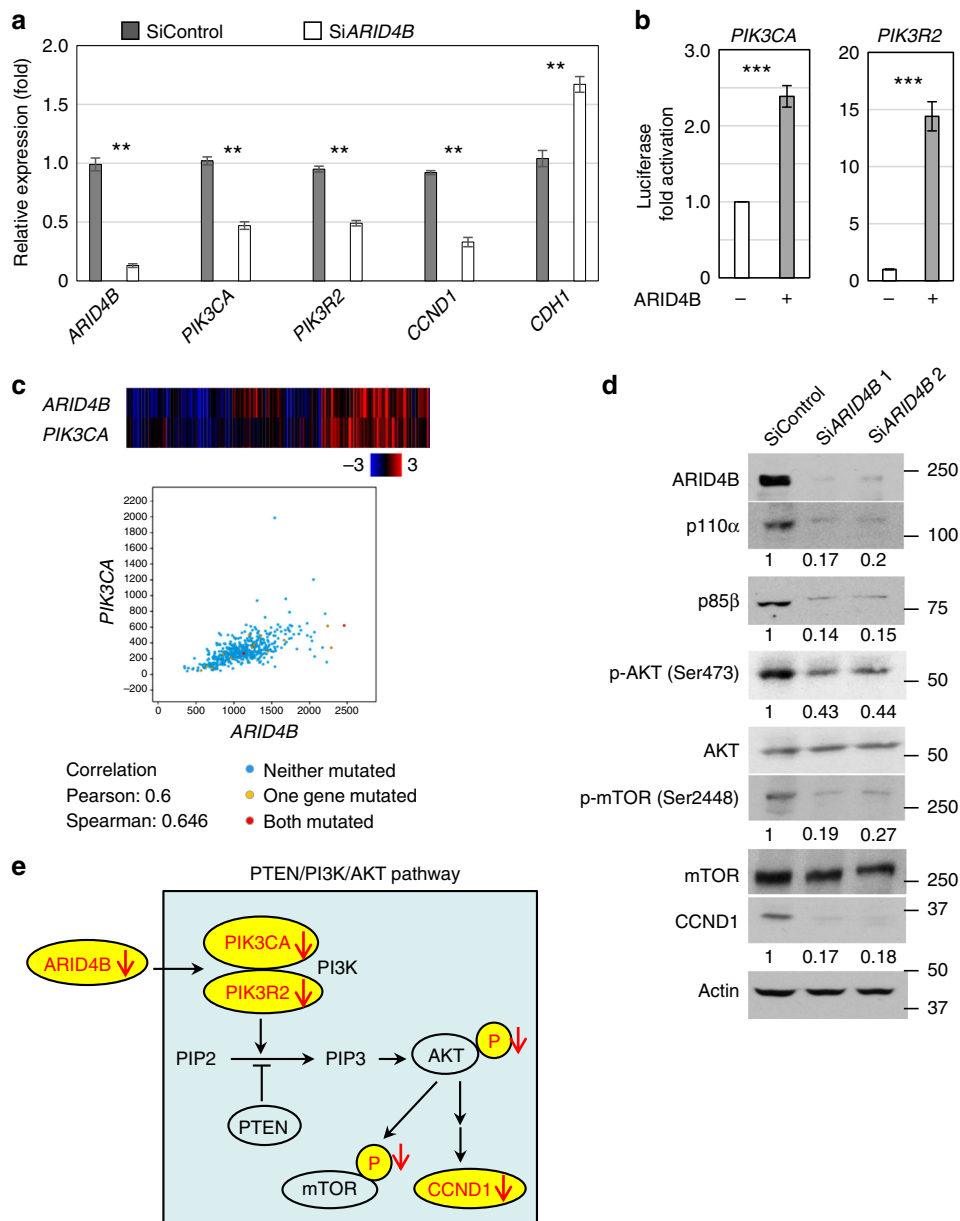 a
SiControl SiARID4B
Relative expression (fold)
2.0
1.5
1.0
0.5
0
** ** ** ** **
ARID4B PIK3CA PIK3R2 CCND1 CDH1
b
PIK3CA PIK3R2
Luciferase
fold activation
3.0
2.0
1.0
0.0
***
20
15
10
5
0
***
ARID4B – + – +
c
ARID4B
PIK3CA
–3 3
PIK3CA
2200
2000
1800
1600
1400
1200
1000
800
600
400
200
0
−200
0 500 1000 1500 2000 2500
ARID4B
Correlation
Pearson: 0.6
Spearman: 0.646
Neither mutated
One gene mutated
Both mutated
d
SiControl SiARID4B 1 SiARID4B 2
ARID4B 250
p110α 100
1 0.17 0.2
p85β 75
1 0.14 0.15
p-AKT (Ser473) 50
1 0.43 0.44
AKT 50
p-mTOR (Ser2448) 250
1 0.19 0.27
mTOR 250
CCND1 37
1 0.17 0.18
50
Actin
37
e
PTEN/PI3K/AKT pathway
ARID4B
PIK3CA
PI3K
PIK3R2
PIP2 PIP3 AKT P
PTEN
mTOR P
CCND1